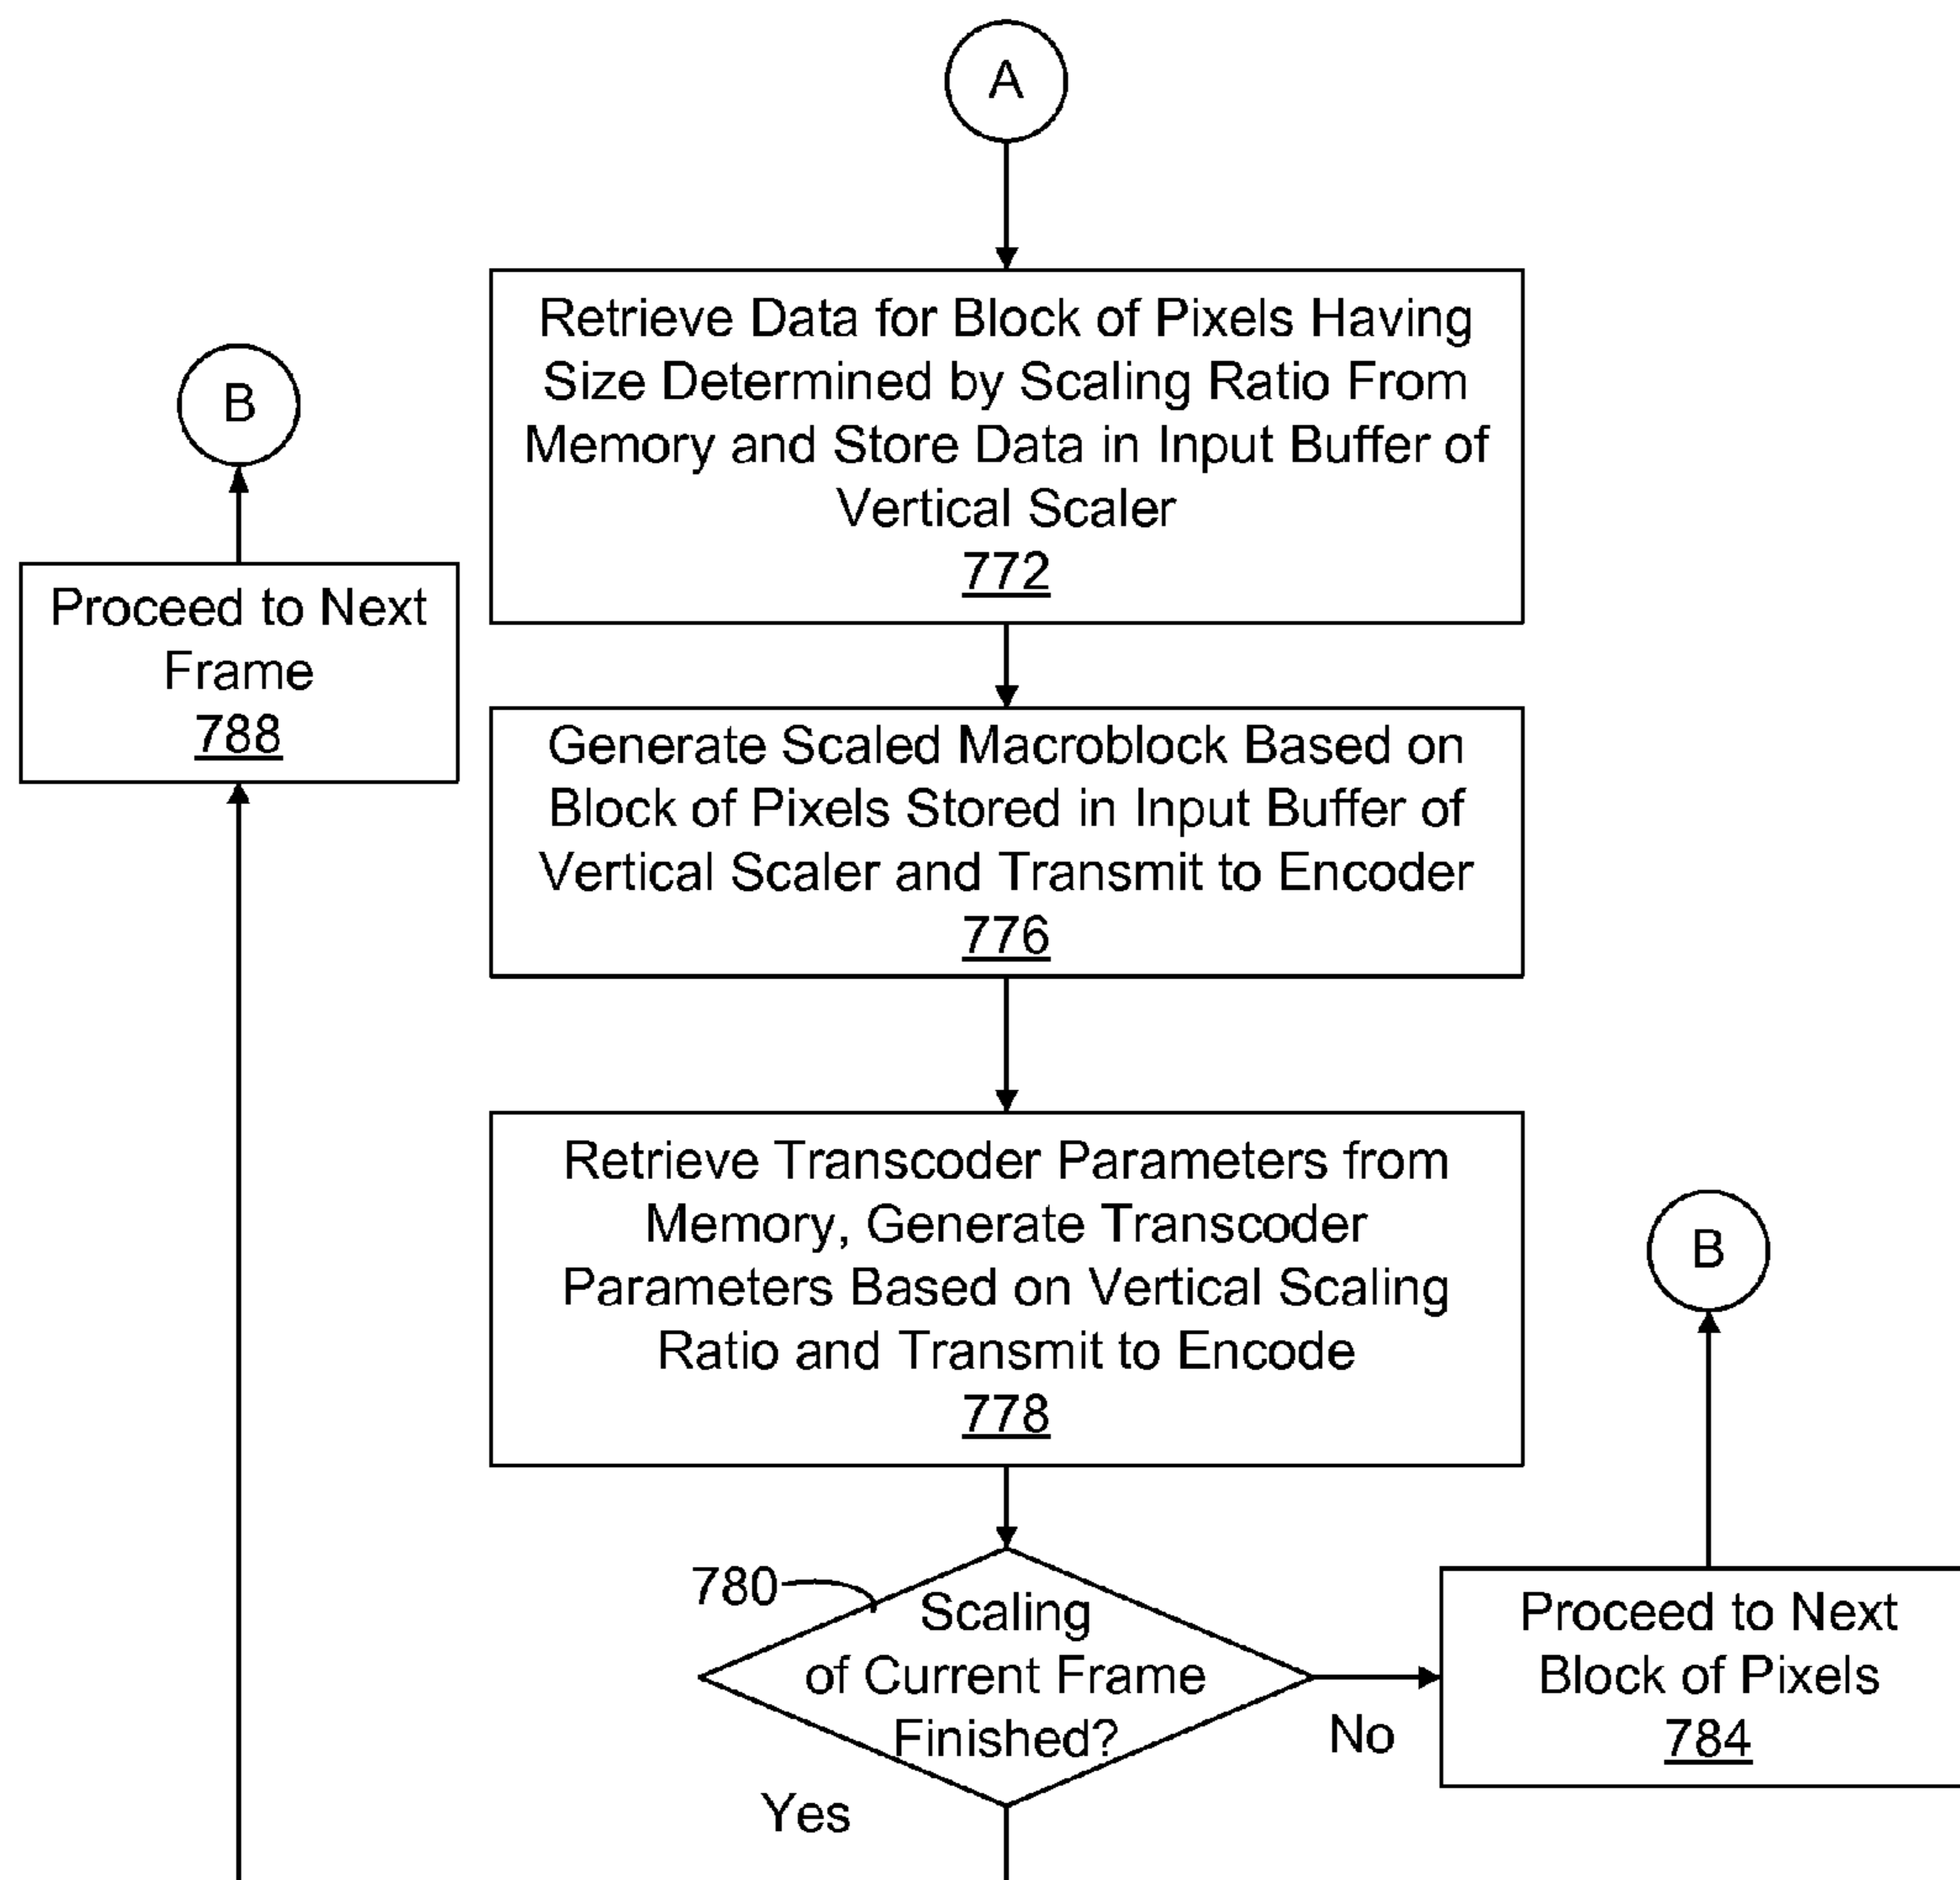 A
Retrieve Data for Block of Pixels Having
Size Determined by Scaling Ratio From
Memory and Store Data in Input Buffer of
Vertical Scaler
772
B
Proceed to Next
Frame
788
Generate Scaled Macroblock Based on
Block of Pixels Stored in Input Buffer of
Vertical Scaler and Transmit to Encoder
776
Retrieve Transcoder Parameters from
Memory, Generate Transcoder
Parameters Based on Vertical Scaling
Ratio and Transmit to Encode
778
B
780
Scaling
of Current Frame
Finished?
No
Proceed to Next
Block of Pixels
784
Yes